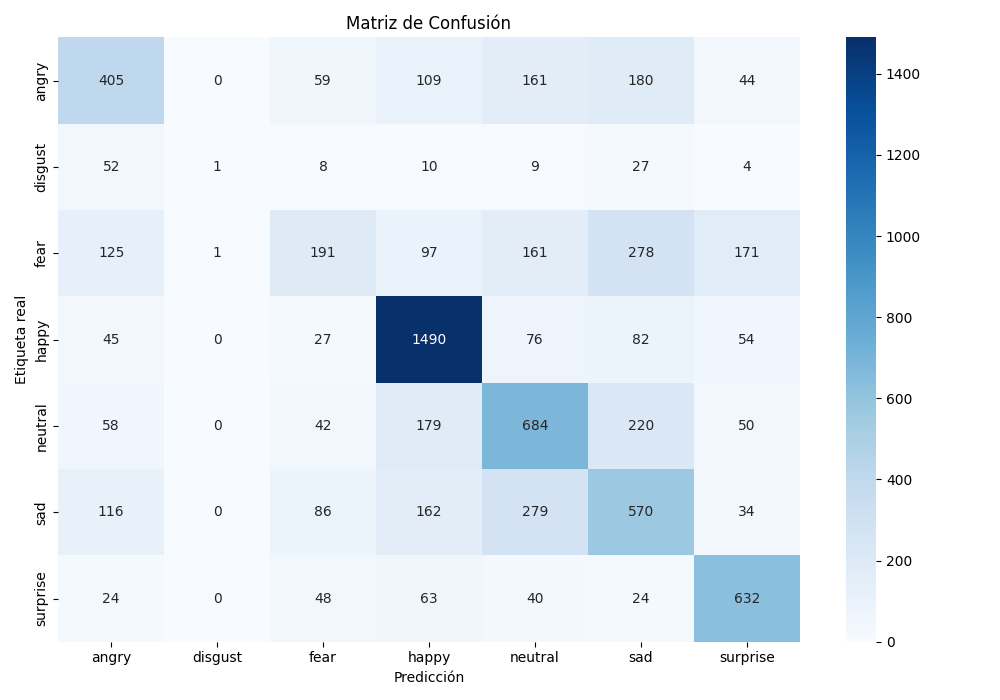 Matriz de Confusión
Etiqueta real
angry 405 0 59 109 161 180 44
disgust 52 1 8 10 9 27 4
fear 125 1 191 97 161 278 171
happy 45 0 27 1490 76 82 54
neutral 58 0 42 179 684 220 50
sad 116 0 86 162 279 570 34
surprise 24 0 48 63 40 24 632
angry disgust fear happy neutral sad surprise
Predicción
1400
1200
1000
800
600
400
200
0